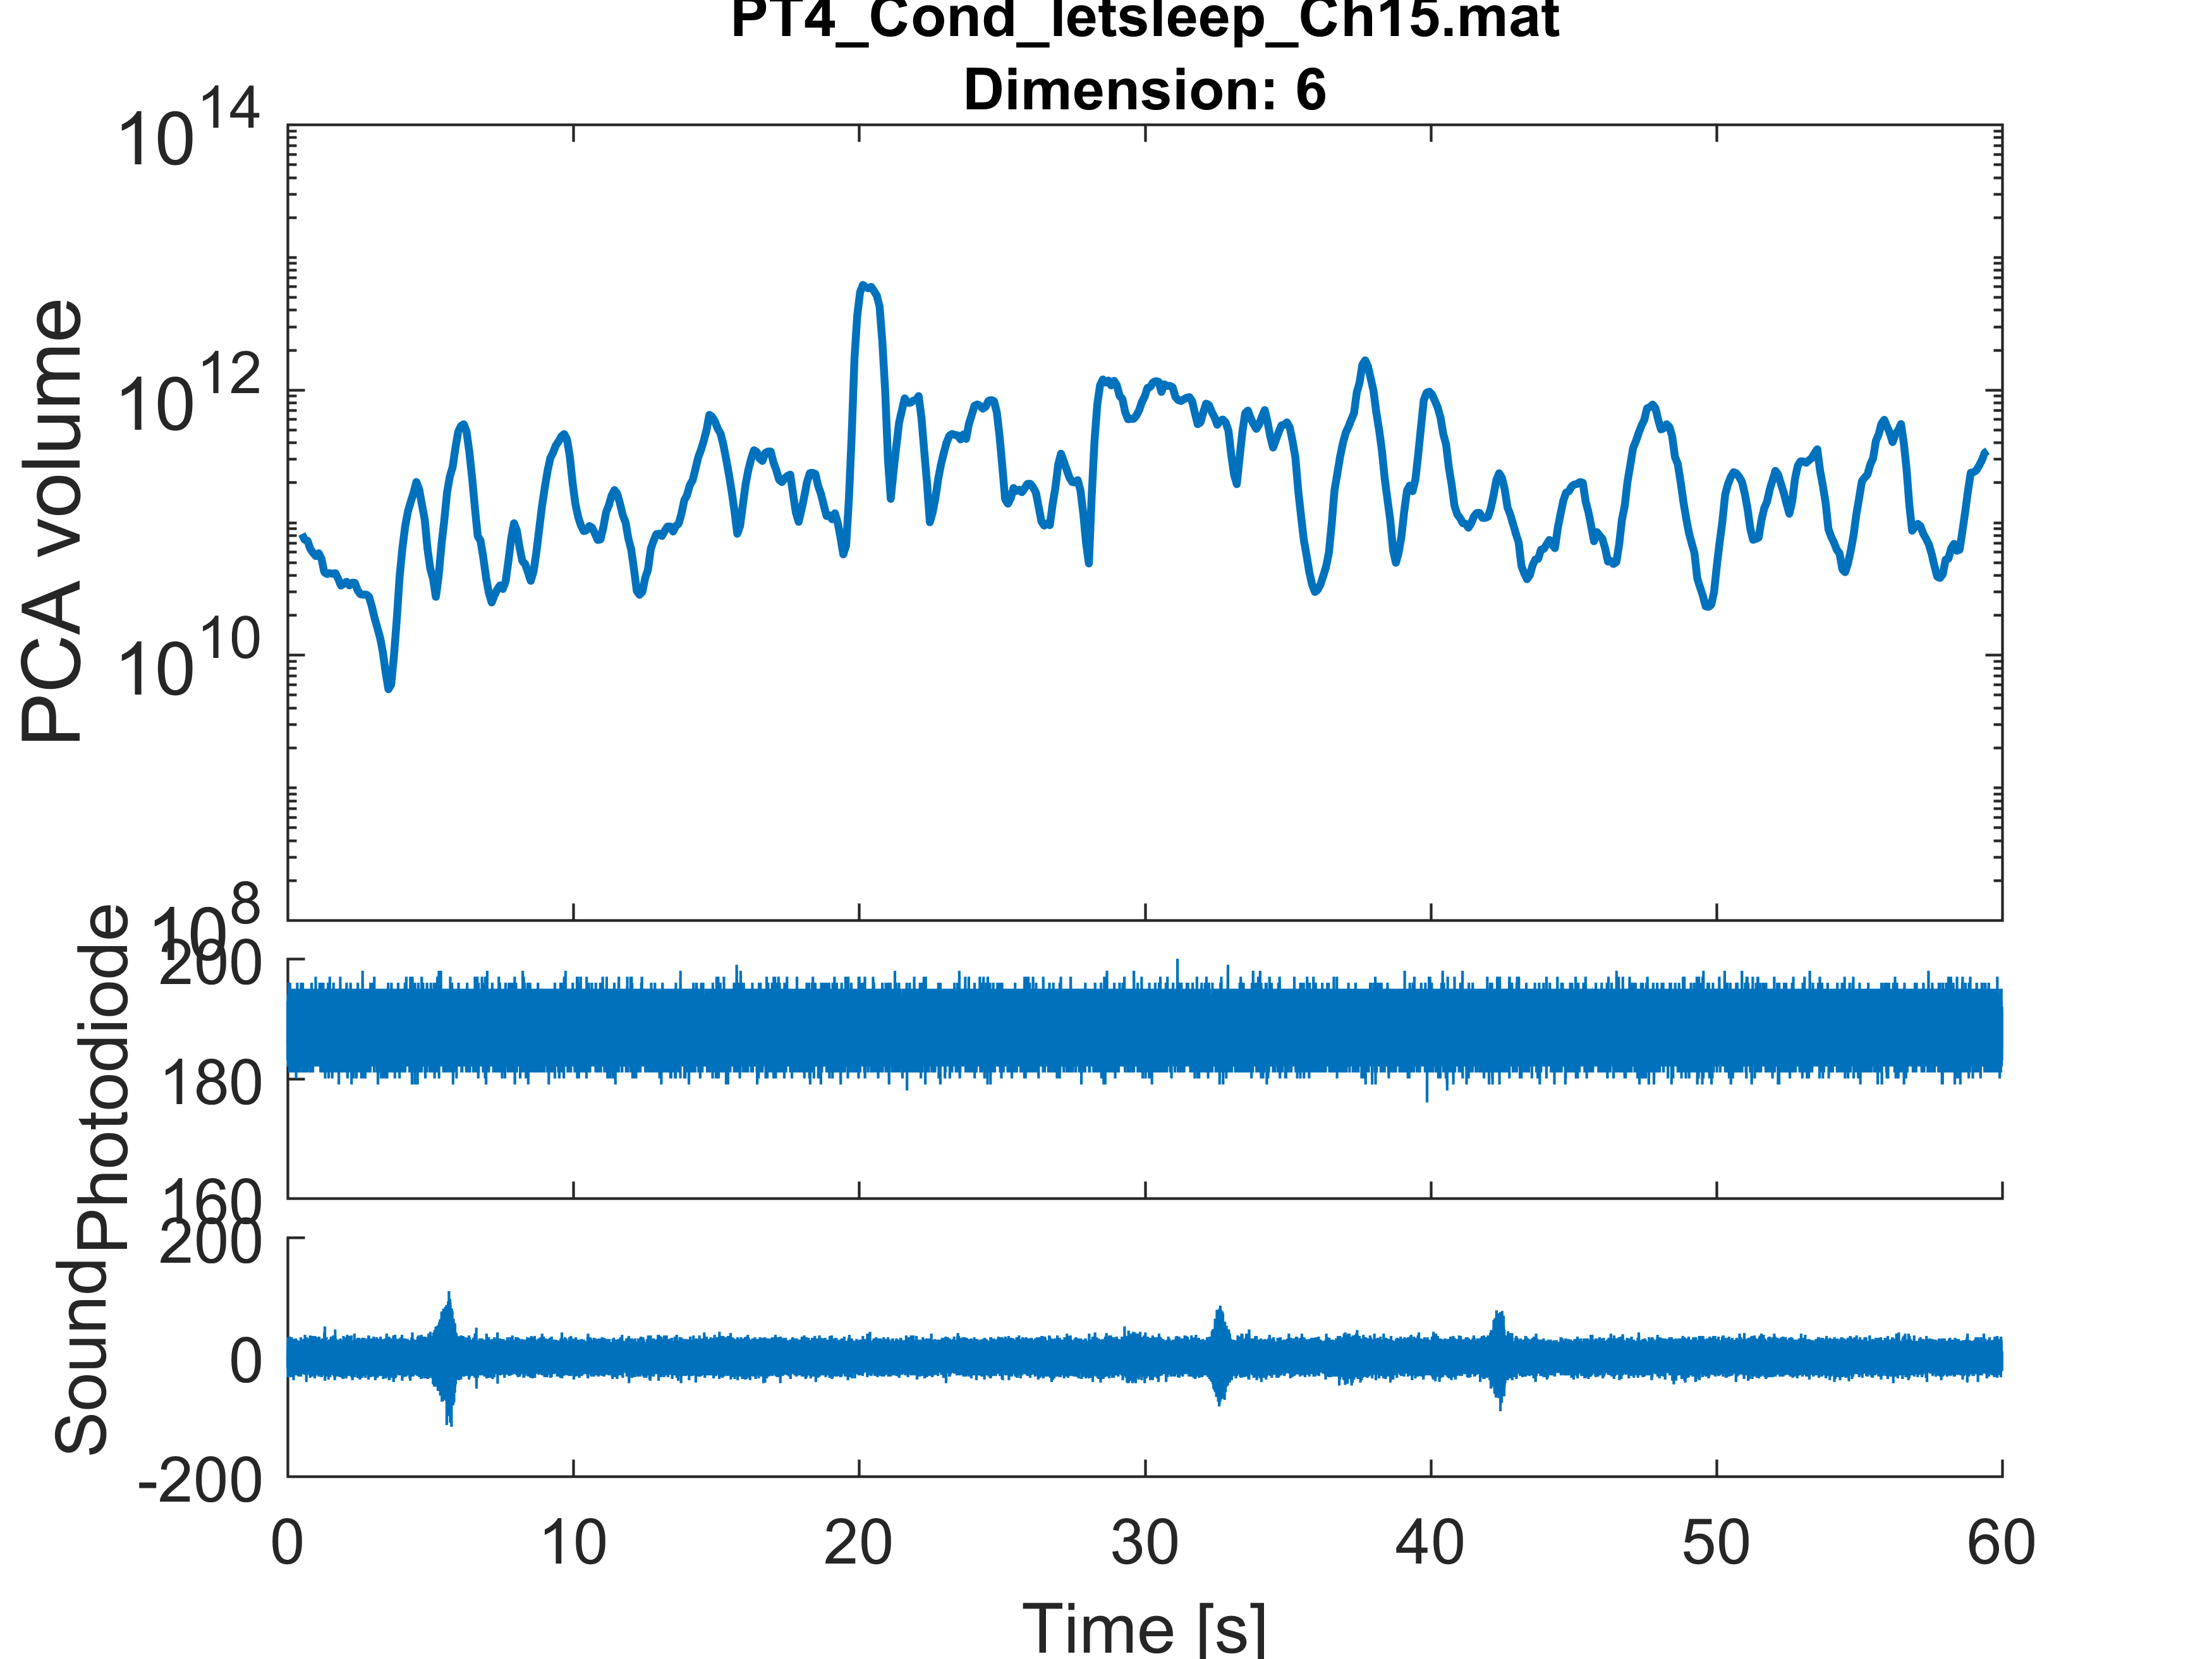 PT4_Cond_letsleep_Ch15.mat
Dimension: 6
PCA volume
10^14
10^12
10^10
10^8
Photodiode
200
180
160
Sound
200
0
-200
0 10 20 30 40 50 60
Time [s]